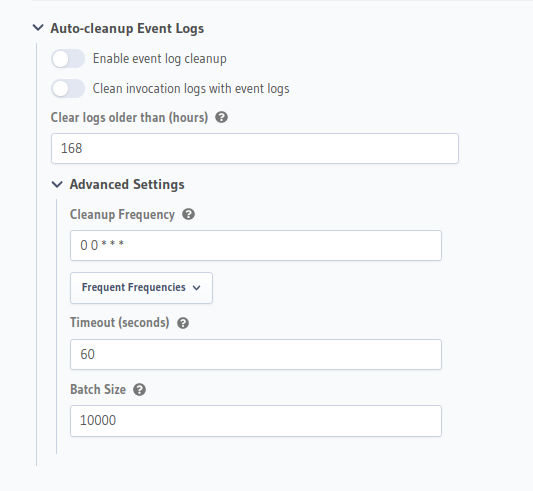 Auto-cleanup Event Logs
Enable event log cleanup
Clean invocation logs with event logs
Clear logs older than (hours) ?
168
Advanced Settings
Cleanup Frequency ?
0 0 * * *
Frequent Frequencies
Timeout (seconds) ?
60
Batch Size ?
10000